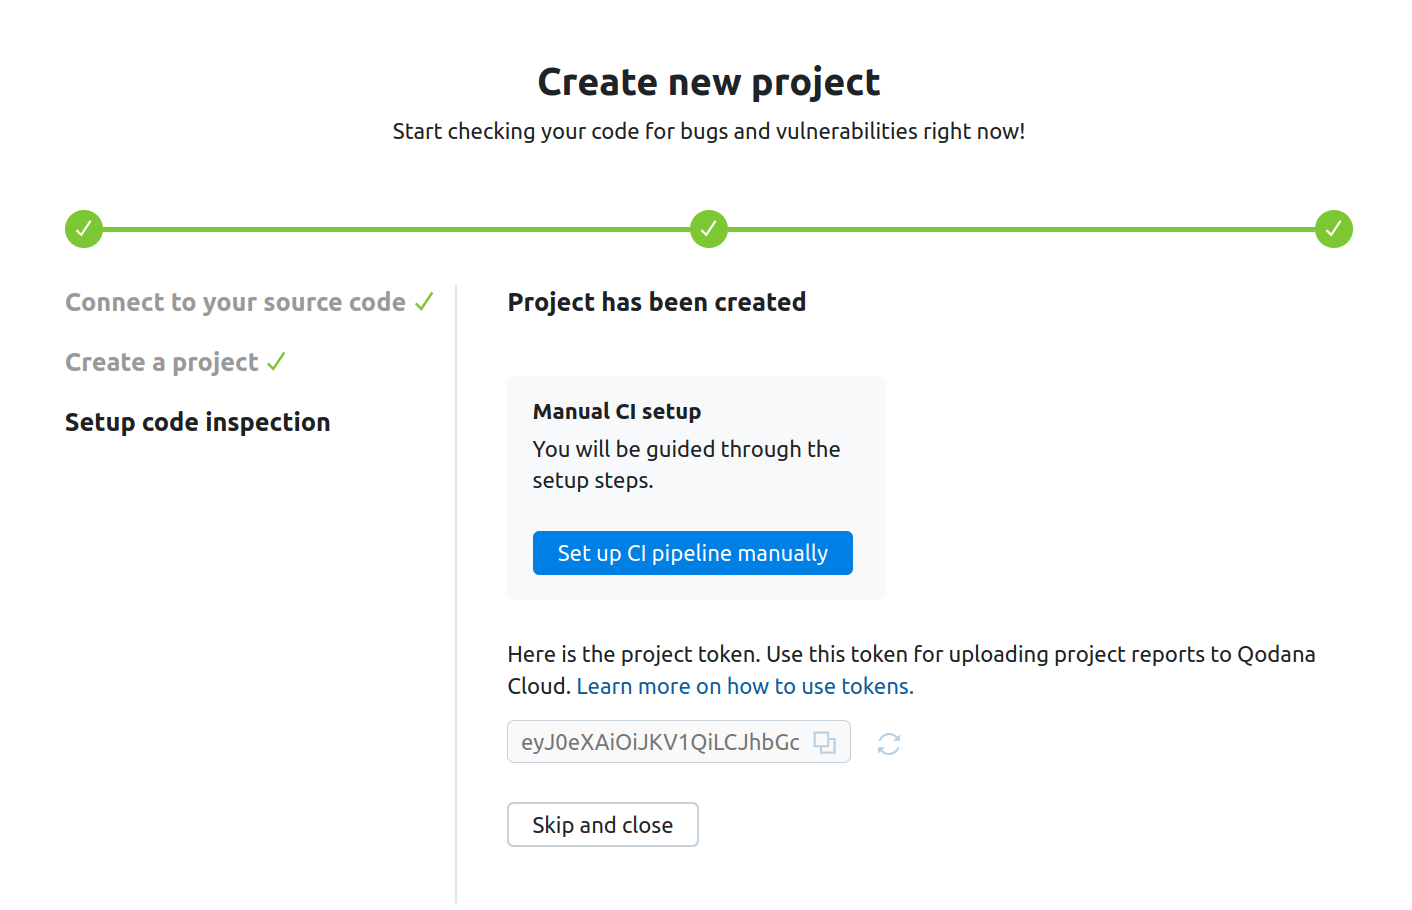 Create new project
Start checking your code for bugs and vulnerabilities right now!
Connect to your source code
Create a project
Setup code inspection
Project has been created
Manual CI setup
You will be guided through the
setup steps.
Set up CI pipeline manually
Here is the project token. Use this token for uploading project reports to Qodana
Cloud. Learn more on how to use tokens.
eyJ0eXAiOiJKV1QiLCJhbGc
Skip and close